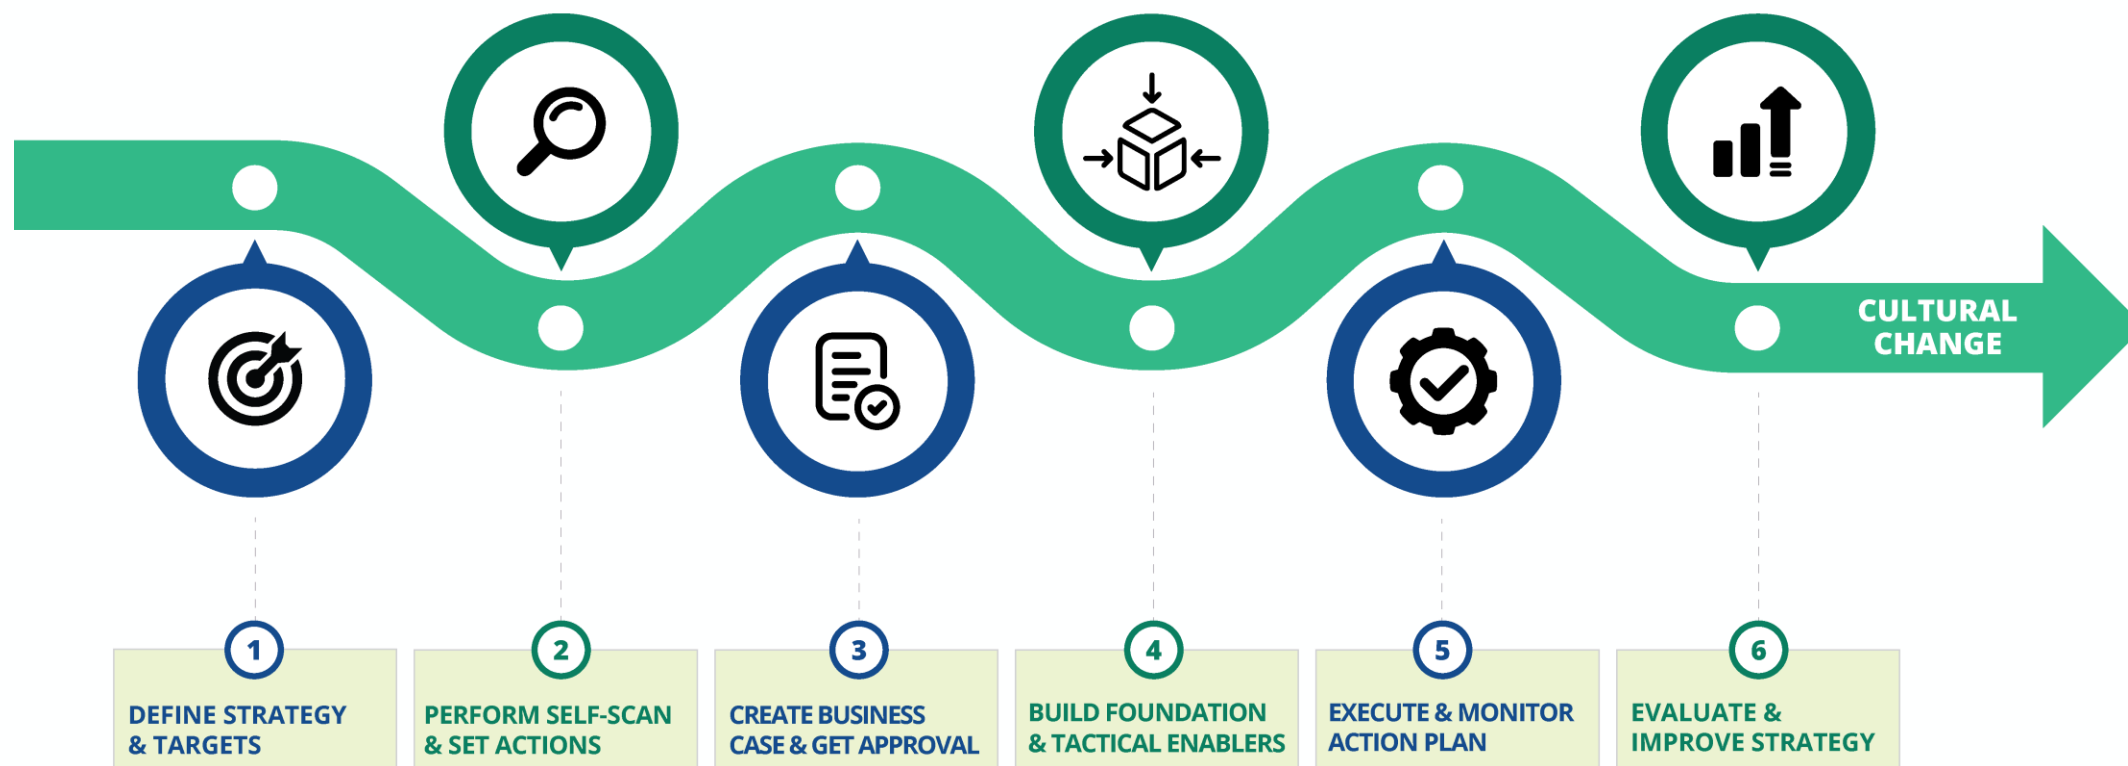 CULTURAL
CHANGE
1
DEFINE STRATEGY
& TARGETS
2
PERFORM SELF-SCAN
& SET ACTIONS
3
CREATE BUSINESS
CASE & GET APPROVAL
4
BUILD FOUNDATION
& TACTICAL ENABLERS
5
EXECUTE & MONITOR
ACTION PLAN
6
EVALUATE &
IMPROVE STRATEGY